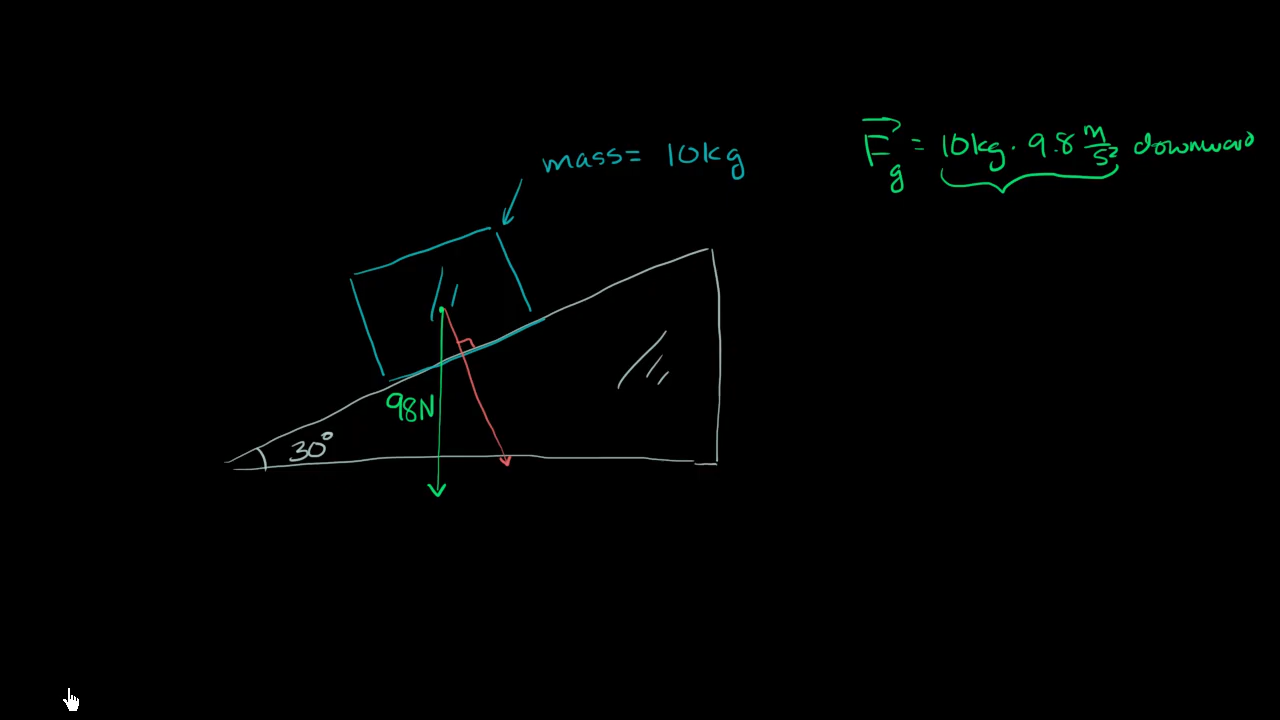 mass= 10kg
F⃗g = 10kg · 9.8 m/s² downward
98N
30°